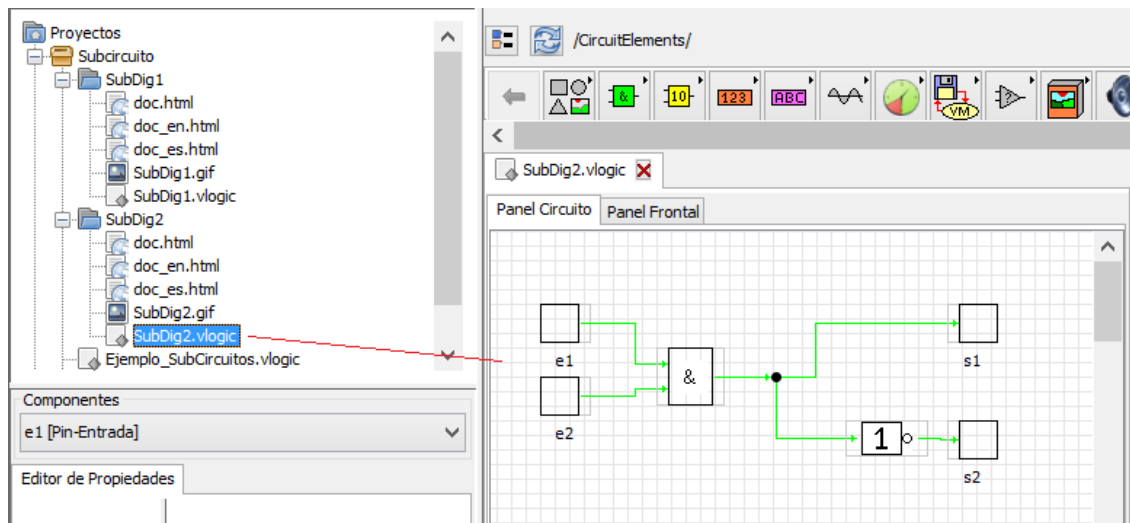 Proyectos
Subcircuito
SubDig1
doc.html
doc_en.html
doc_es.html
SubDig1.gif
SubDig1.vlogic
SubDig2
doc.html
doc_en.html
doc_es.html
SubDig2.gif
SubDig2.vlogic
Ejemplo_SubCircuitos.vlogic
Componentes
e1 [Pin-Entrada]
Editor de Propiedades
/CircuitElements/
& 10 123 ABC VM
SubDig2.vlogic
Panel Circuito Panel Frontal
e1 s1
&
e2
1
s2